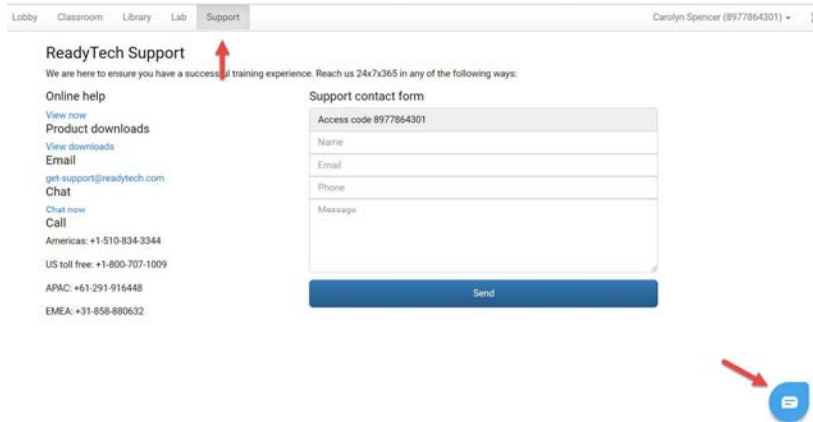 Lobby Classroom Library Lab Support Carolyn Spencer (8977864301)
ReadyTech Support
We are here to ensure you have a successful training experience. Reach us 24x7x365 in any of the following ways:
Online help
View now
Product downloads
View downloads
Email
get-support@readytech.com
Chat
Chat now
Call
Americas: +1-510-834-3344
US toll free: +1-800-707-1009
APAC: +61-291-916448
EMEA: +31-858-880632
Support contact form
Access code 8977864301
Name
Email
Phone
Message
Send